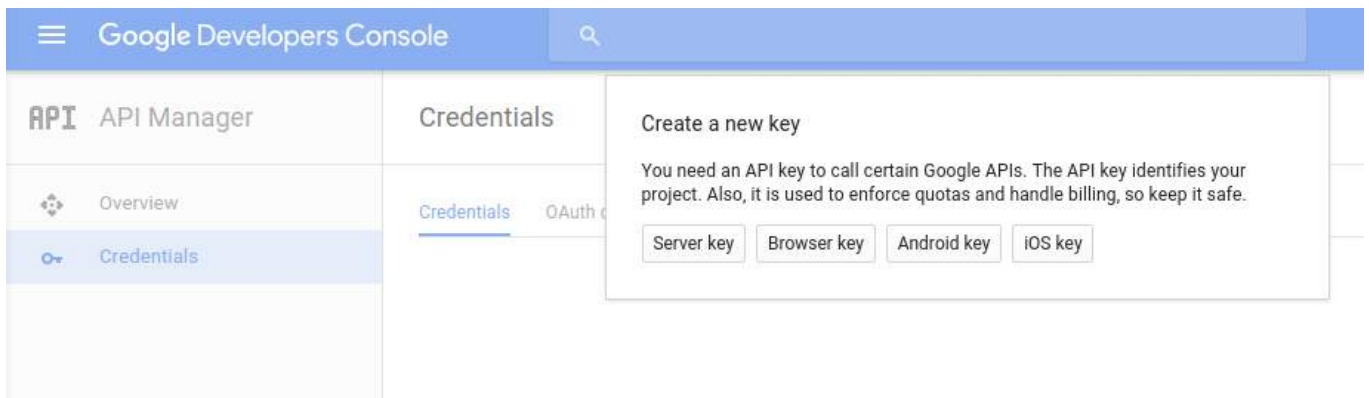 Google Developers Console
API API Manager
Credentials
Overview
Credentials
Credentials OAuth
Create a new key
You need an API key to call certain Google APIs. The API key identifies your
project. Also, it is used to enforce quotas and handle billing, so keep it safe.
Server key Browser key Android key iOS key